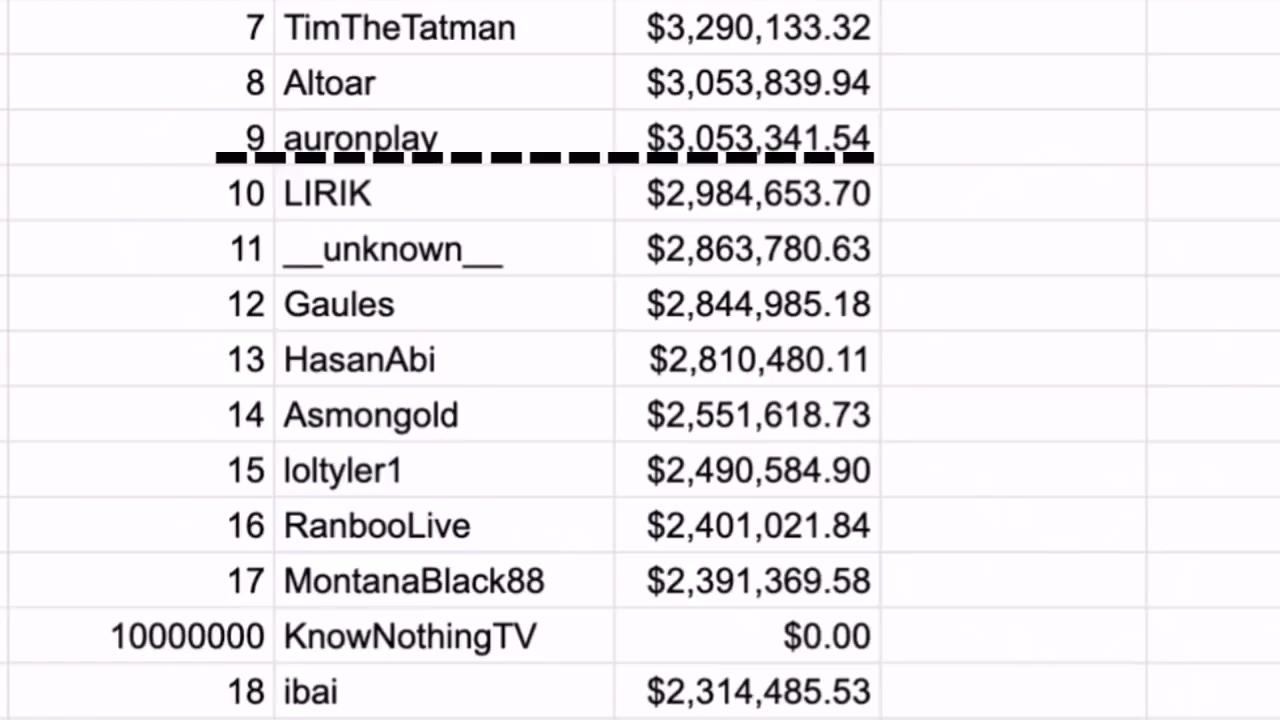 7 TimTheTatman $3,290,133.32
8 Altoar $3,053,839.94
9 auronplay $3,053,341.54
10 LIRIK $2,984,653.70
11 __unknown__ $2,863,780.63
12 Gaules $2,844,985.18
13 HasanAbi $2,810,480.11
14 Asmongold $2,551,618.73
15 loltyler1 $2,490,584.90
16 RanbooLive $2,401,021.84
17 MontanaBlack88 $2,391,369.58
10000000 KnowNothingTV $0.00
18 ibai $2,314,485.53